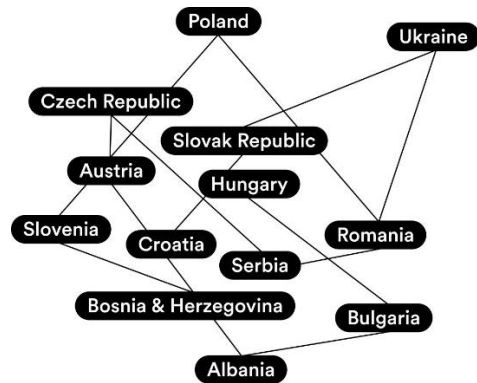 Poland
Ukraine
Czech Republic
Slovak Republic
Austria
Hungary
Slovenia
Croatia
Romania
Serbia
Bosnia & Herzegovina
Bulgaria
Albania